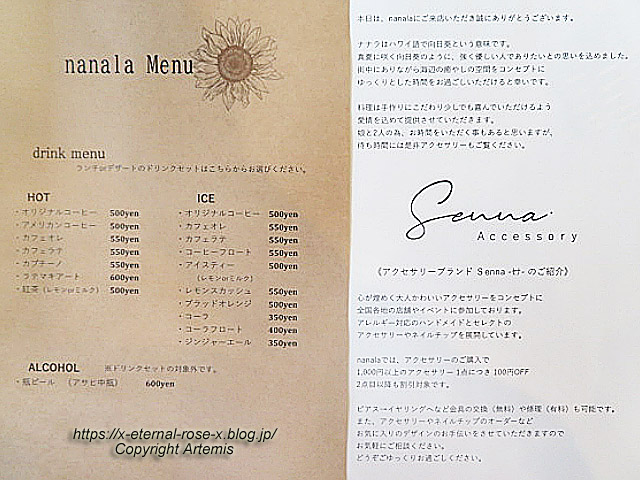 nanala Menu
drink menu
ランチorデザートのドリンクセットはこちらからお選びください。
HOT
・オリジナルコーヒー 500yen
・アメリカンコーヒー 500yen
・カフェオレ 550yen
・カフェラテ 550yen
・カプチーノ 550yen
・ラテマキアート 600yen
・紅茶（レモンorミルク） 500yen
ICE
・オリジナルコーヒー 500yen
・カフェオレ 550yen
・カフェラテ 550yen
・コーヒーフロート 550yen
・アイスティー 500yen
（レモンorミルク）
・レモンスカッシュ 550yen
・ブラッドオレンジ 500yen
・コーラ 350yen
・コーラフロート 400yen
・ジンジャーエール 350yen
ALCOHOL ※ドリンクセットの対象外です。
・瓶ビール （アサヒ中瓶） 600yen
https://x-eternal-rose-x.blog.jp/
Copyright Artemis
本日は、nanalaにご来店いただき誠にありがとうございます。
ナナラはハワイ語で向日葵という意味です。
真夏に咲く向日葵のように、強く優しい人でありたいとの思いを込めました。
街中にありながら海辺の癒やしの空間をコンセプトに
ゆっくりとした時間をお過ごしいただけると幸いです。
料理は手作りにこだわり少しでも喜んでいただけるよう
愛情を込めて提供させていただきます。
娘と2人の為、お時間をいただく事もあると思いますが、
待ち時間には是非アクセサリーもご覧ください。
Senna
Accessory
《アクセサリーブランド Senna -せ- のご紹介》
心が煌めく大人かわいいアクセサリーをコンセプトに
全国各地の店舗やイベントに参加しております。
アレルギー対応のハンドメイドとセレクトの
アクセサリーやネイルチップを展開しています。
nanalaでは、アクセサリーのご購入で
1,000円以上のアクセサリー 1点につき 100円OFF
2点目以降も割引対象です。
ピアス→イヤリングへなど金具の交換（無料）や修理（有料）も可能です。
また、アクセサリーやネイルチップのオーダーなど
お気に入りのデザインのお手伝いをさせていただきますので
お気軽にご相談ください。
どうぞごゆっくりお過ごしください。